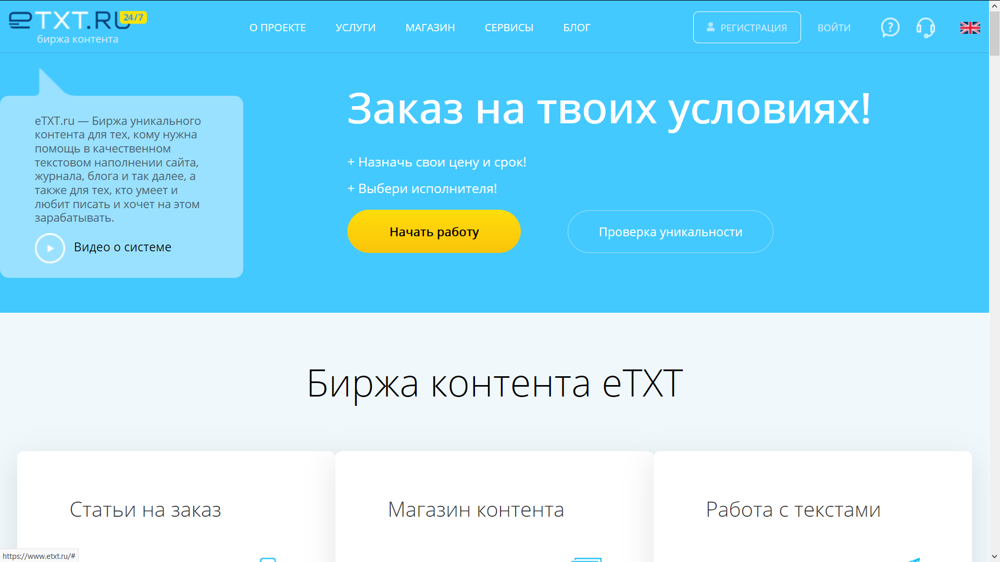 eTXT.RU 24/7
биржа контента
О ПРОЕКТЕ
УСЛУГИ
МАГАЗИН
СЕРВИСЫ
БЛОГ
РЕГИСТРАЦИЯ
ВОЙТИ
?
eTXT.ru — Биржа уникального
контента для тех, кому нужна
помощь в качественном
текстовом наполнении сайта,
журнала, блога и так далее, а
также для тех, кто умеет и
любит писать и хочет на этом
зарабатывать.
Видео о системе
Заказ на твоих условиях!
+ Назначь свои цену и срок!
+ Выбери исполнителя!
Начать работу
Проверка уникальности
Биржа контента eTXT
Статьи на заказ
Магазин контента
Работа с текстами
https://www.etxt.ru/#